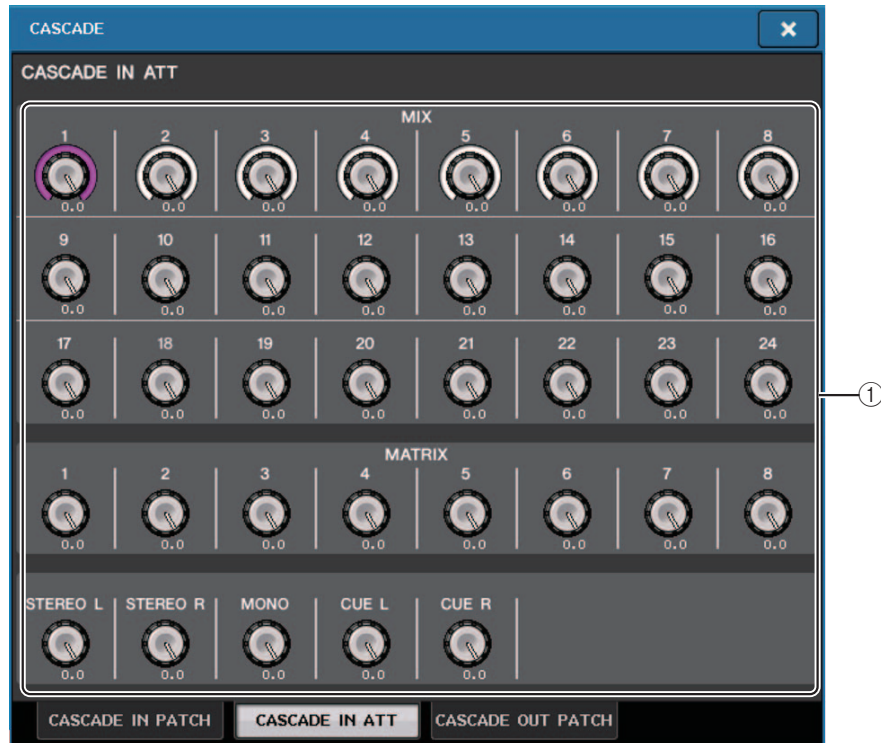 CASCADE
CASCADE IN ATT
MIX
1 2 3 4 5 6 7 8
0.0 0.0 0.0 0.0 0.0 0.0 0.0 0.0
9 10 11 12 13 14 15 16
0.0 0.0 0.0 0.0 0.0 0.0 0.0 0.0
17 18 19 20 21 22 23 24
0.0 0.0 0.0 0.0 0.0 0.0 0.0 0.0
①
MATRIX
1 2 3 4 5 6 7 8
0.0 0.0 0.0 0.0 0.0 0.0 0.0 0.0
STEREO L STEREO R MONO CUE L CUE R
0.0 0.0 0.0 0.0 0.0
CASCADE IN PATCH CASCADE IN ATT CASCADE OUT PATCH